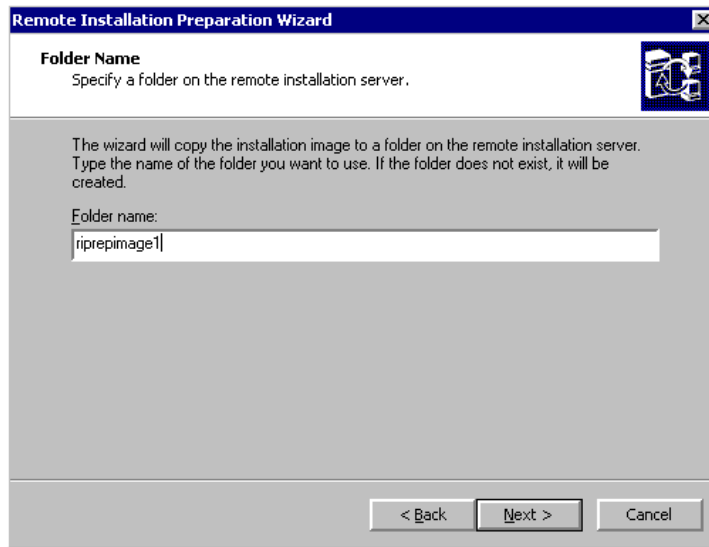 Remote Installation Preparation Wizard
Folder Name
Specify a folder on the remote installation server.
The wizard will copy the installation image to a folder on the remote installation server.
Type the name of the folder you want to use. If the folder does not exist, it will be
created.
Folder name:
riprepimage1
< Back Next > Cancel